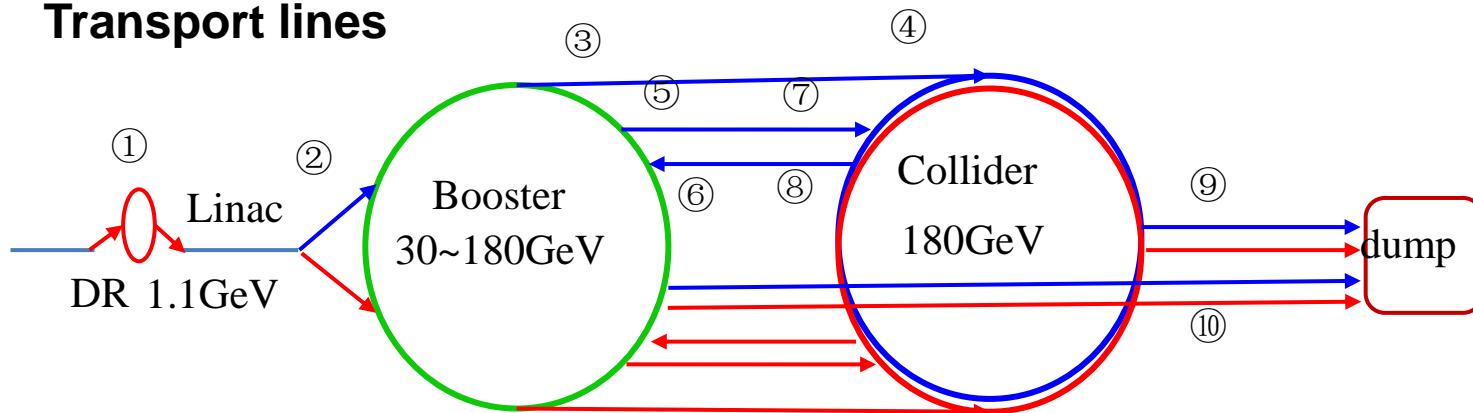 Transport lines
③
④
⑤
⑦
①
②
Linac
DR 1.1GeV
Booster
30~180GeV
⑥
⑧
Collider
180GeV
⑨
dump
⑩